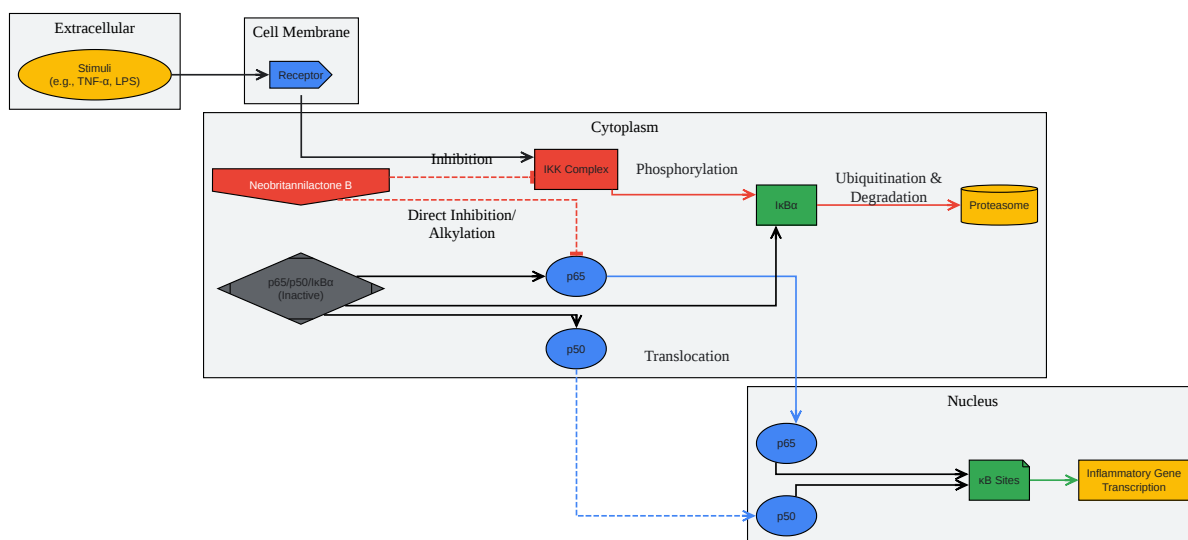 Extracellular
Stimuli
(e.g., TNF-α, LPS)
Cell Membrane
Receptor
Cytoplasm
Inhibition
IKK Complex
Phosphorylation
Neobritannilactone B
Ubiquitination &
Degradation
IκBα
Proteasome
Direct Inhibition/
Alkylation
p65/p50/IκBα
(Inactive)
p65
p50
Translocation
Nucleus
p65
p50
κB Sites
Inflammatory Gene
Transcription